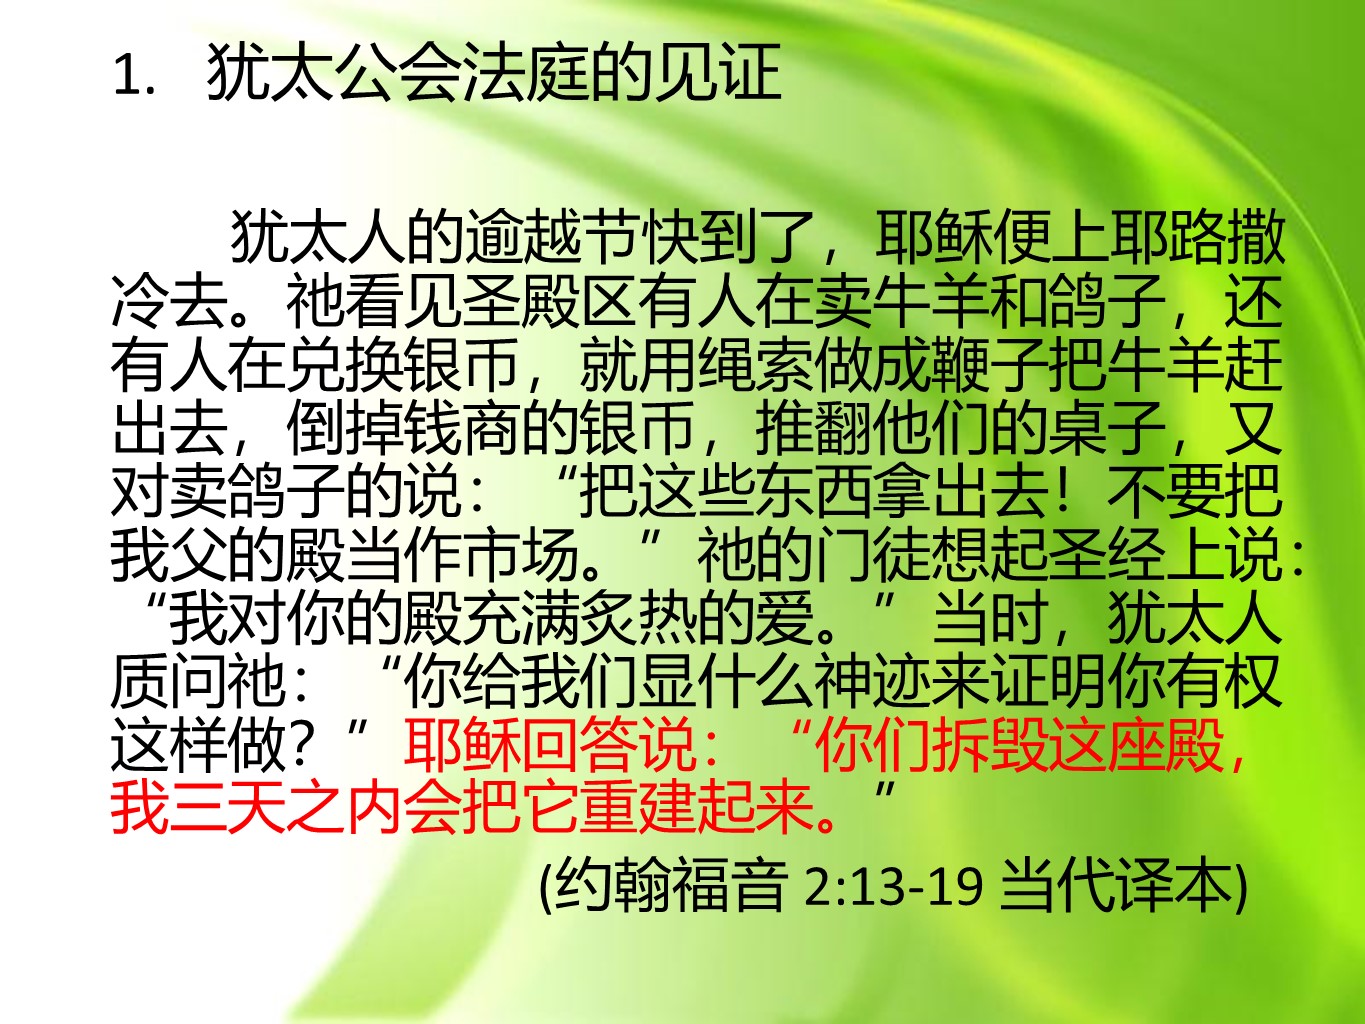 1. 犹太公会法庭的见证
犹太人的逾越节快到了，耶稣便上耶路撒
冷去。祂看见圣殿区有人在卖牛羊和鸽子，还
有人在兑换银币，就用绳索做成鞭子把牛羊赶
出去，倒掉钱商的银币，推翻他们的桌子，又
对卖鸽子的说：“把这些东西拿出去！不要把
我父的殿当作市场。”祂的门徒想起圣经上说：
“我对你的殿充满炙热的爱。”当时，犹太人
质问祂：“你给我们显什么神迹来证明你有权
这样做？”耶稣回答说：“你们拆毁这座殿，
我三天之内会把它重建起来。”
(约翰福音 2:13-19 当代译本)